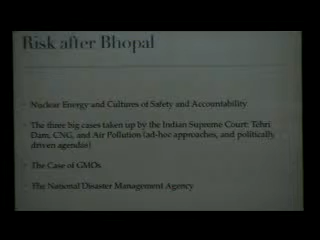 Risk after Bhopal
Nuclear Energy and Cultures of Safety and Accountability
The three big cases taken up by the Indian Supreme Court: Tehri
Dam, CNG, and Air Pollution (ad-hoc approaches, and politically
driven agendas)
The Case of GMOs
The National Disaster Management Agency